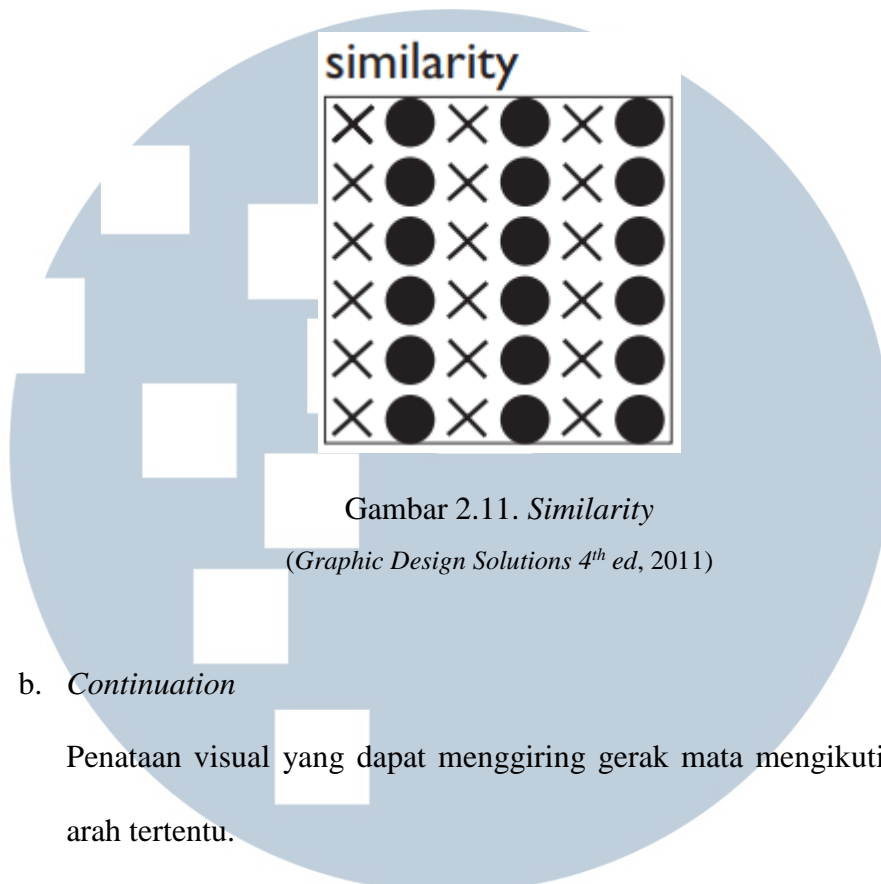 similarity
Gambar 2.11. Similarity
(Graphic Design Solutions 4th ed, 2011)
b. Continuation
Penataan visual yang dapat menggiring gerak mata mengikuti
arah tertentu.